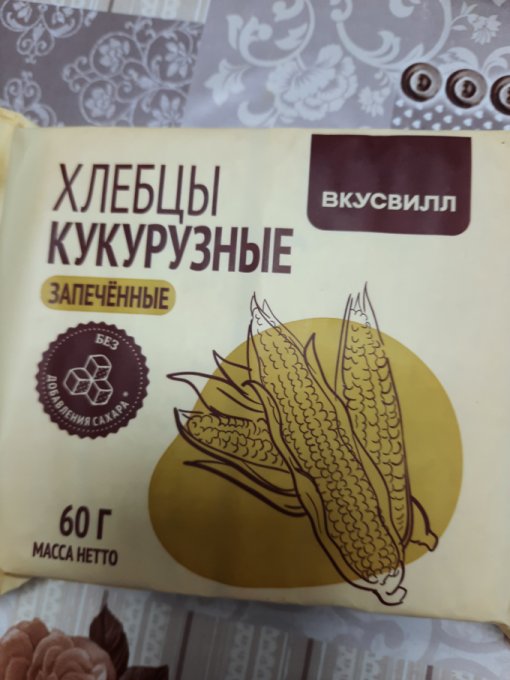 ХЛЕБЦЫ
КУКУРУЗНЫЕ
ЗАПЕЧЁННЫЕ
ВКУСВИЛЛ
БЕЗ
ДОБАВЛЕНИЯ САХАРА*
60 Г
МАССА НЕТТО